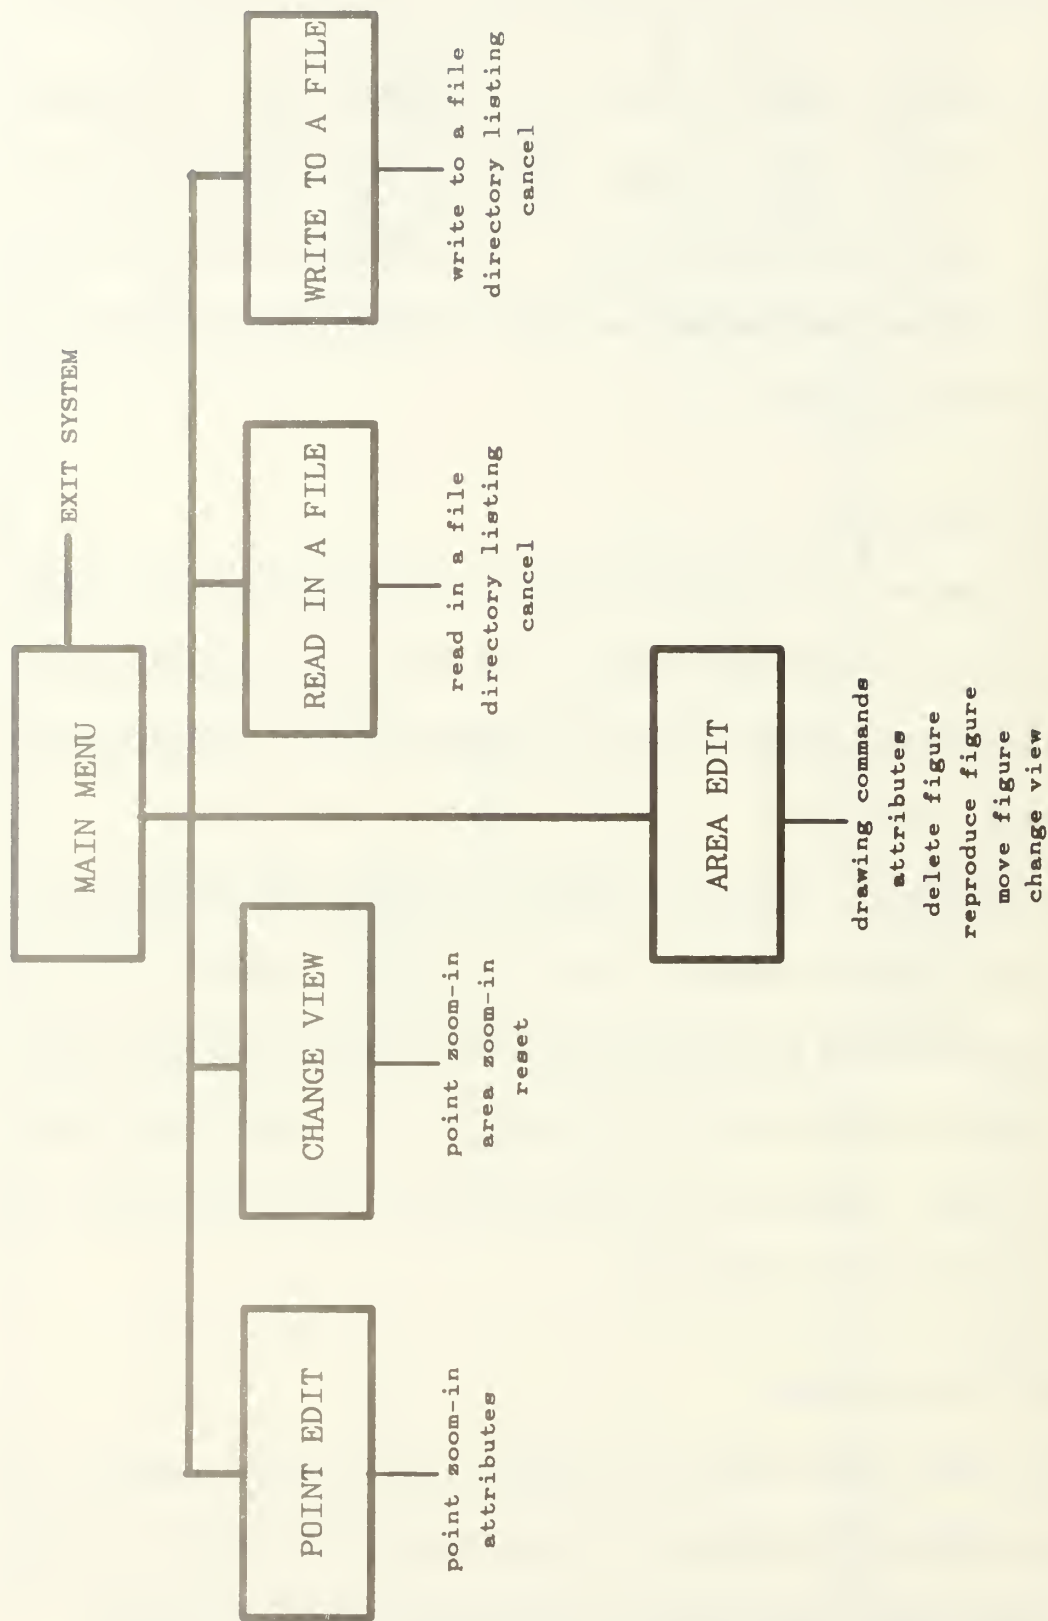 MAIN MENU
EXIT SYSTEM
POINT EDIT
point zoom-in
attributes
CHANGE VIEW
point zoom-in
area zoom-in
reset
READ IN A FILE
read in a file
directory listing
cancel
WRITE TO A FILE
write to a file
directory listing
cancel
AREA EDIT
drawing commands
attributes
delete figure
reproduce figure
move figure
change view